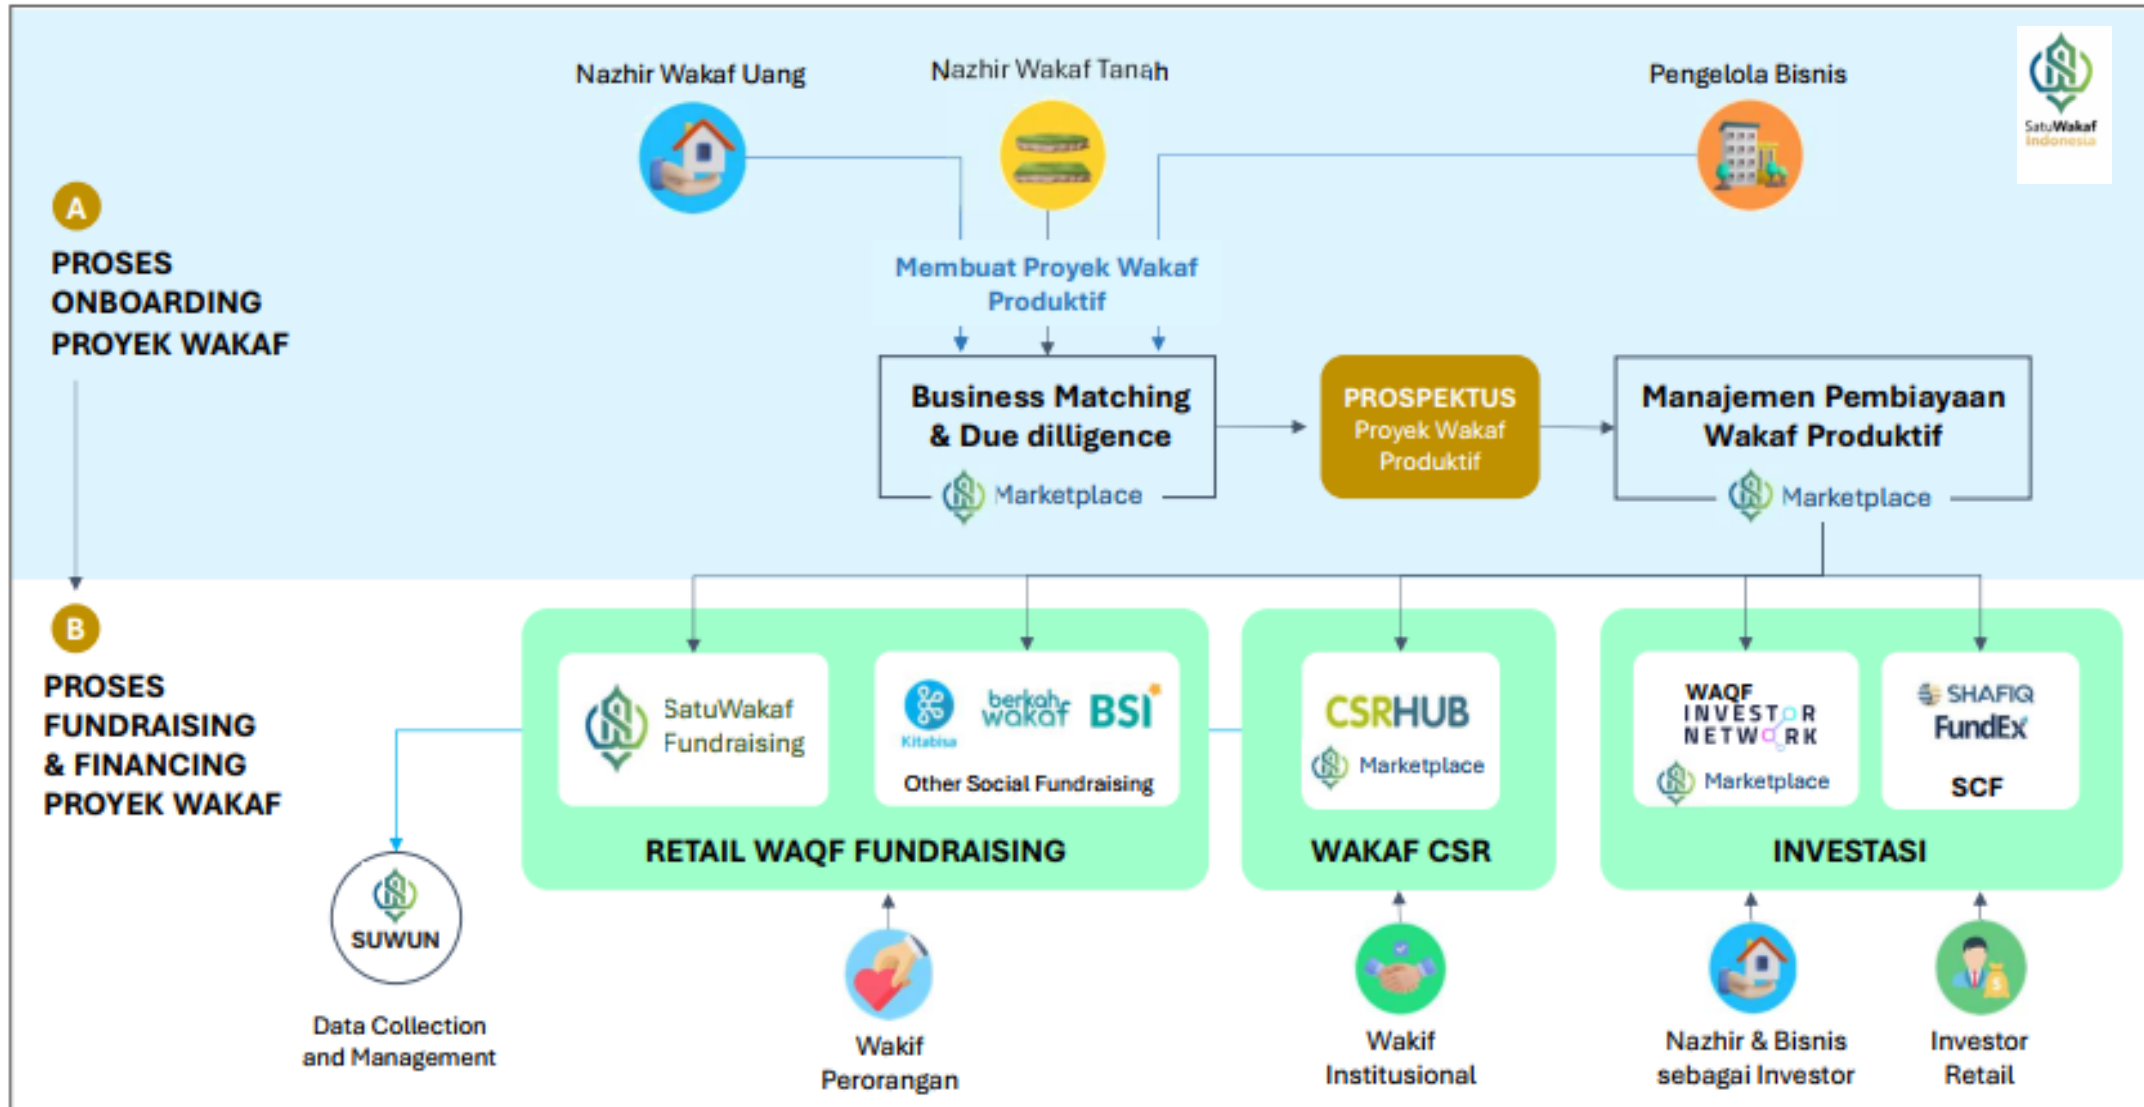 Nazhir Wakaf Uang
Nazhir Wakaf Tanah
Pengelola Bisnis
SatuWakaf
Indonesia
A
PROSES
ONBOARDING
PROYEK WAKAF
Membuat Proyek Wakaf
Produktif
Business Matching
& Due dilligence
Marketplace
PROSPEKTUS
Proyek Wakaf
Produktif
Manajemen Pembiayaan
Wakaf Produktif
Marketplace
B
PROSES
FUNDRAISING
& FINANCING
PROYEK WAKAF
SatuWakaf
Fundraising
Kitabisa
berkah
wakaf
BSI
Other Social Fundraising
RETAIL WAQF FUNDRAISING
CSRHUB
Marketplace
WAKAF CSR
WAQF
INVESTOR
NETWORK
Marketplace
SHAFIQ
FundEx
SCF
INVESTASI
SUWUN
Data Collection
and Management
Wakif
Perorangan
Wakif
Institusional
Nazhir & Bisnis
sebagai Investor
Investor
Retail